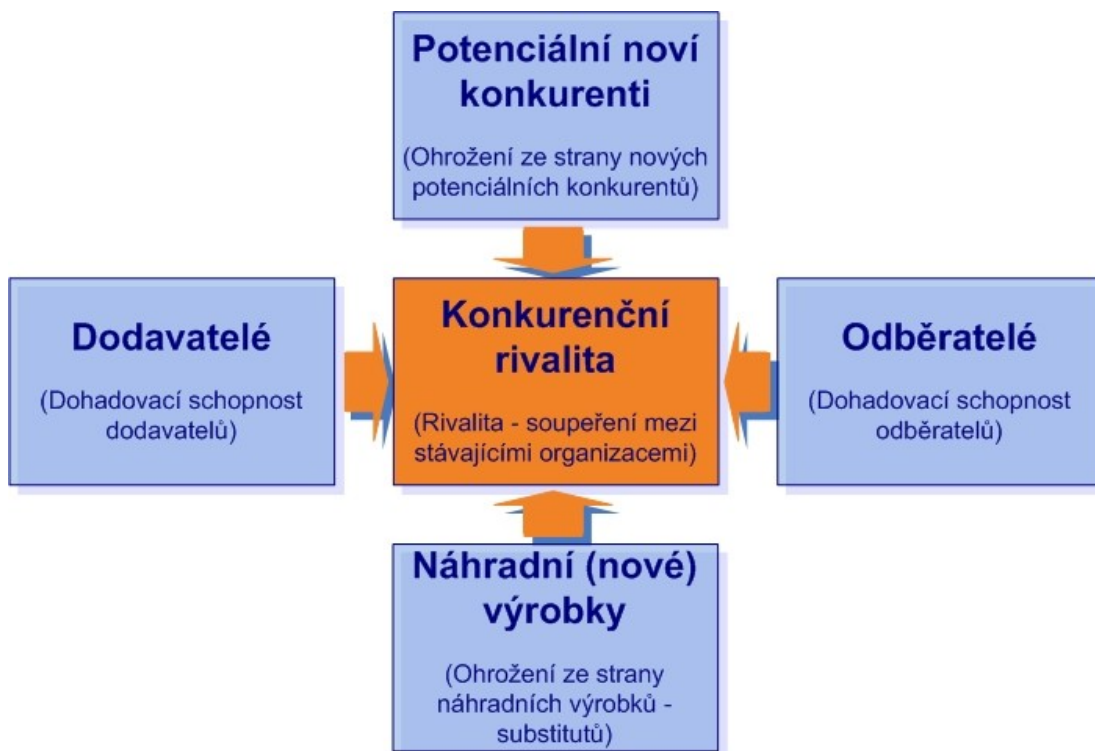 Potenciální noví
konkurenti
(Ohrožení ze strany nových
potenciálních konkurentů)
Dodavatelé
(Dohadovací schopnost
dodavatelů)
Konkurenční
rivalita
(Rivalita - soupeření mezi
stávajícími organizacemi)
Odběratelé
(Dohadovací schopnost
odběratelů)
Náhradní (nové)
výrobky
(Ohrožení ze strany
náhradních výrobků -
substitutů)